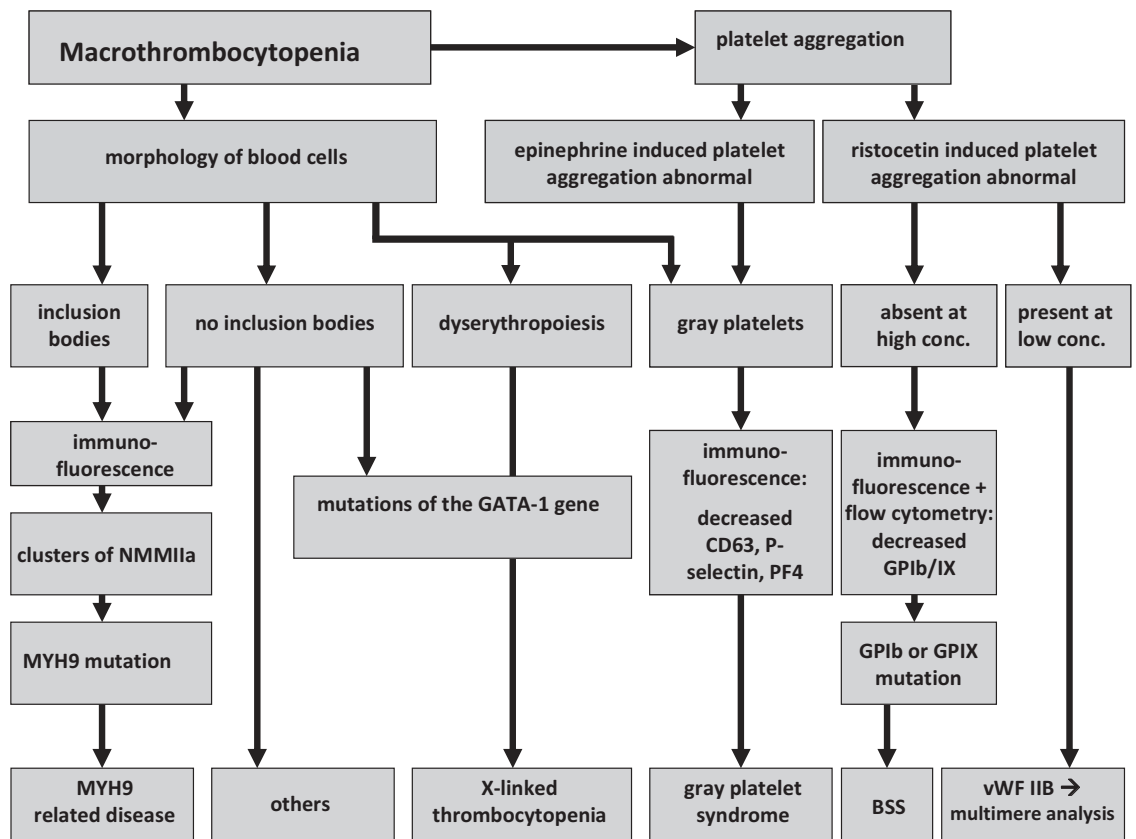 Macrothrombocytopenia
platelet aggregation
morphology of blood cells
epinephrine induced platelet
aggregation abnormal
ristocetin induced platelet
aggregation abnormal
inclusion
bodies
no inclusion bodies
dyserythropoiesis
gray platelets
absent at
high conc.
present at
low conc.
immuno-
fluorescence
mutations of the GATA-1 gene
immuno-
fluorescence:
decreased
CD63, P-
selectin, PF4
immuno-
fluorescence +
flow cytometry:
decreased
GPIb/IX
clusters of NMMIIa
MYH9 mutation
GPIb or GPIX
mutation
MYH9
related disease
others
X-linked
thrombocytopenia
gray platelet
syndrome
BSS
vWF IIB →
multimere analysis